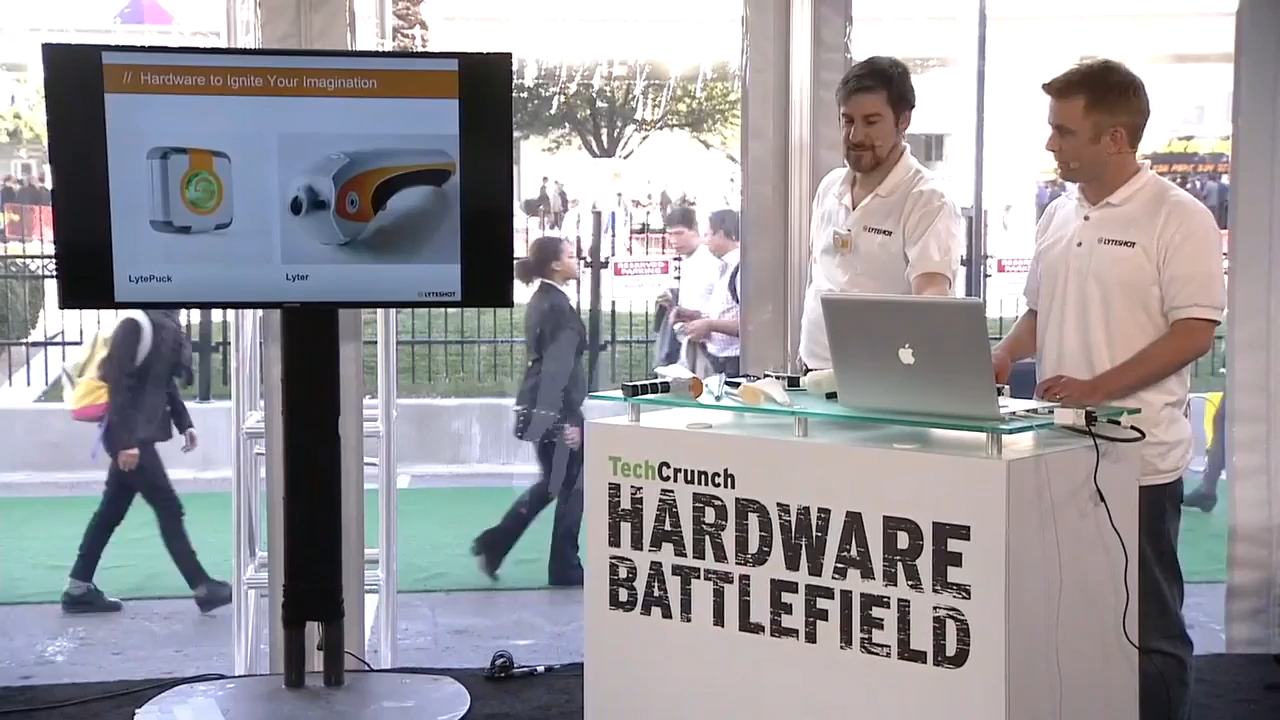 // Hardware to Ignite Your Imagination
LytePuck
Lyter
LYTESHOT
LYTESHOT
LYTESHOT
TechCrunch
HARDWARE
BATTLEFIELD